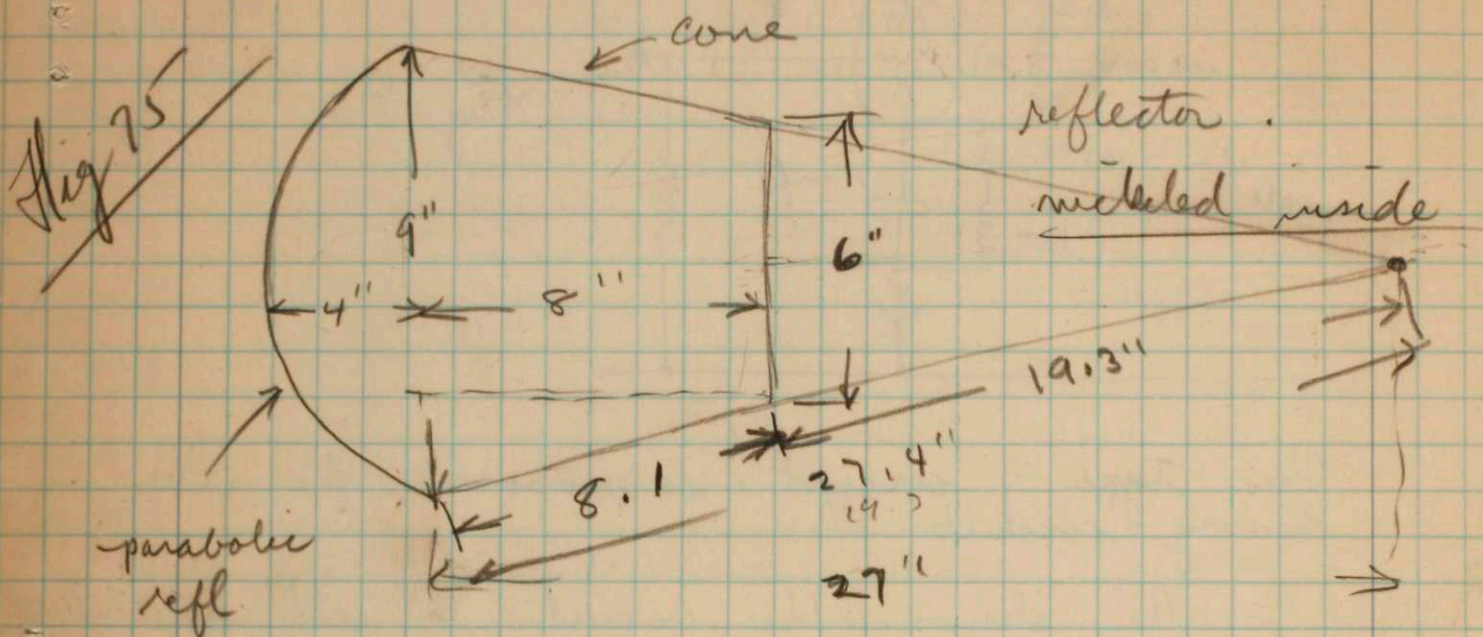 Fig 75
cone
reflector.
nickeled inside
9"
6"
4"
8"
19.3"
8.1
27.4"
27"
parabolic
refl